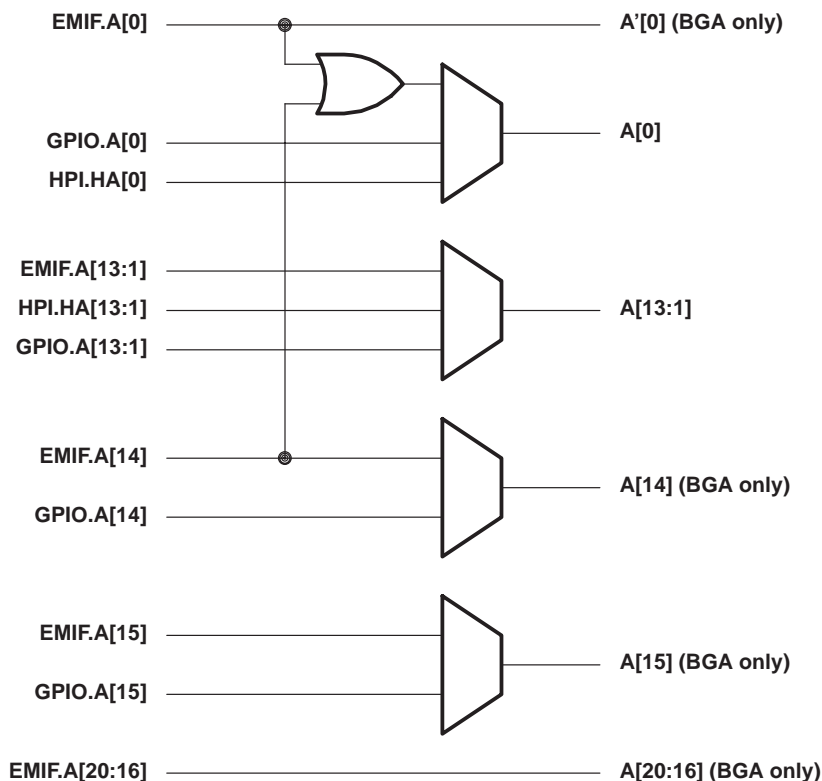 EMIF.A[0] A’[0] (BGA only)
A[0]
GPIO.A[0]
HPI.HA[0]
EMIF.A[13:1]
HPI.HA[13:1] A[13:1]
GPIO.A[13:1]
EMIF.A[14]
A[14] (BGA only)
GPIO.A[14]
EMIF.A[15]
A[15] (BGA only)
GPIO.A[15]
EMIF.A[20:16] A[20:16] (BGA only)